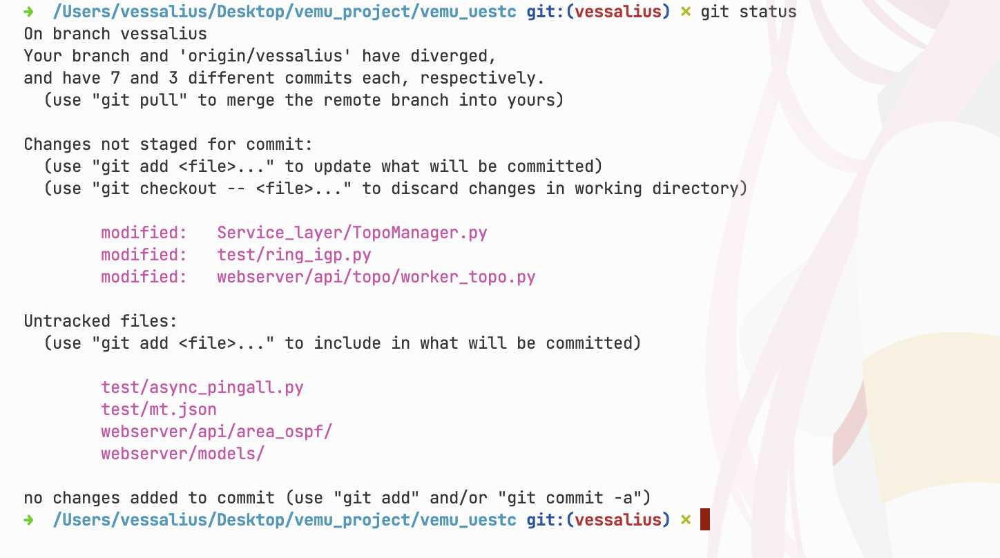 ➜  /Users/vessalius/Desktop/vemu_project/vemu_uestc git:(vessalius) ✗ git status
On branch vessalius
Your branch and 'origin/vessalius' have diverged,
and have 7 and 3 different commits each, respectively.
  (use "git pull" to merge the remote branch into yours)

Changes not staged for commit:
  (use "git add <file>..." to update what will be committed)
  (use "git checkout -- <file>..." to discard changes in working directory)

        modified:   Service_layer/TopoManager.py
        modified:   test/ring_igp.py
        modified:   webserver/api/topo/worker_topo.py

Untracked files:
  (use "git add <file>..." to include in what will be committed)

        test/async_pingall.py
        test/mt.json
        webserver/api/area_ospf/
        webserver/models/

no changes added to commit (use "git add" and/or "git commit -a")
➜  /Users/vessalius/Desktop/vemu_project/vemu_uestc git:(vessalius) ✗